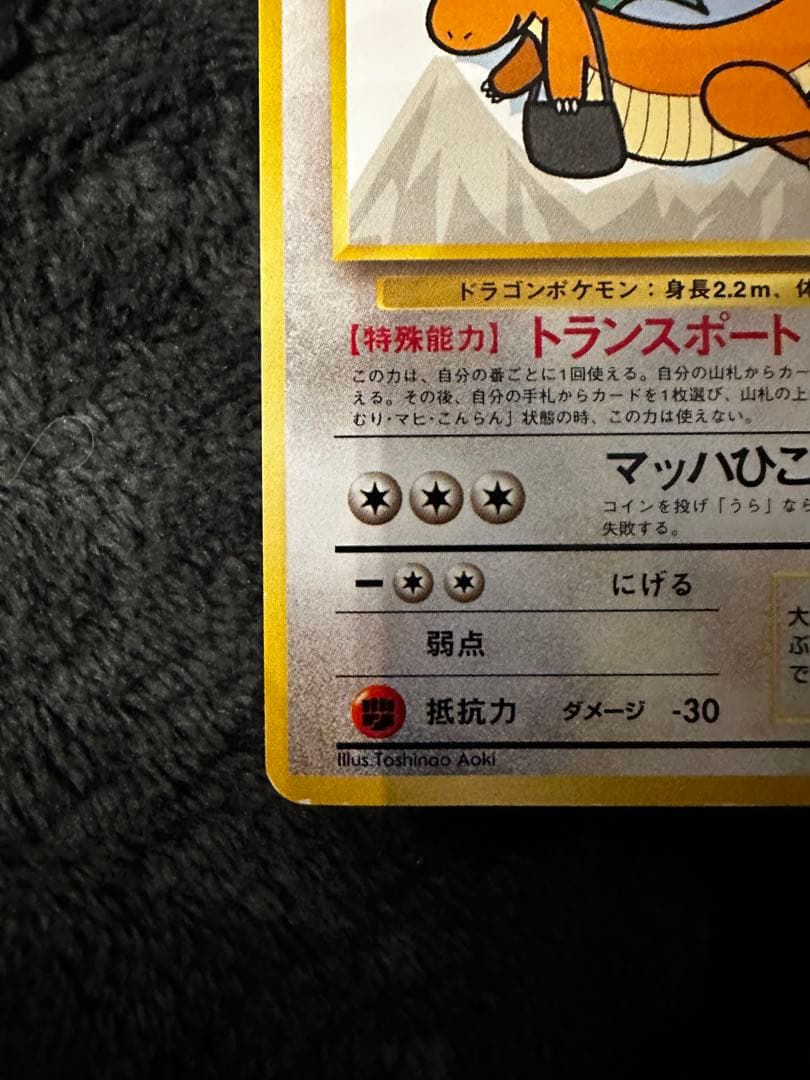 ドラゴンポケモン：身長2.2m、体
【特殊能力】 トランスポート
この力は、自分の番ごとに1回使える。自分の山札からカー
える。その後、自分の手札からカードを1枚選び、山札の上
むり・マヒ・こんらん」状態の時、この力は使えない。
マッハひこ
コインを投げ「うら」なら
失敗する。
ー にげる
弱点
抵抗力 ダメージ -30
大
ぶ
で
Illus.Toshinao Aoki